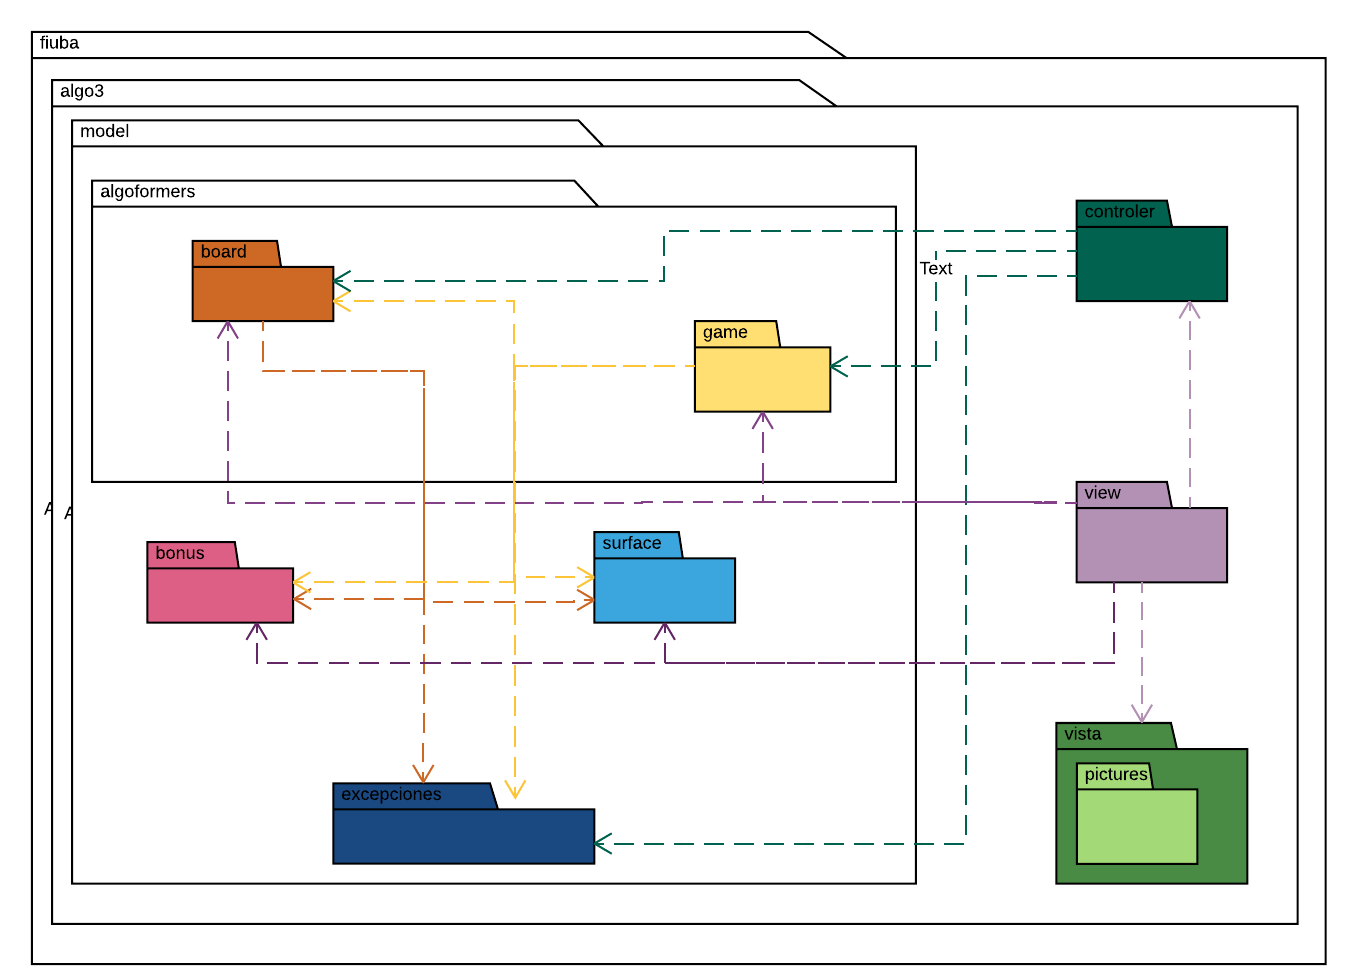 fiuba
algo3
model
algoformers
controler
board
Text
game
view
A
A
surface
bonus
vista
pictures
excepciones